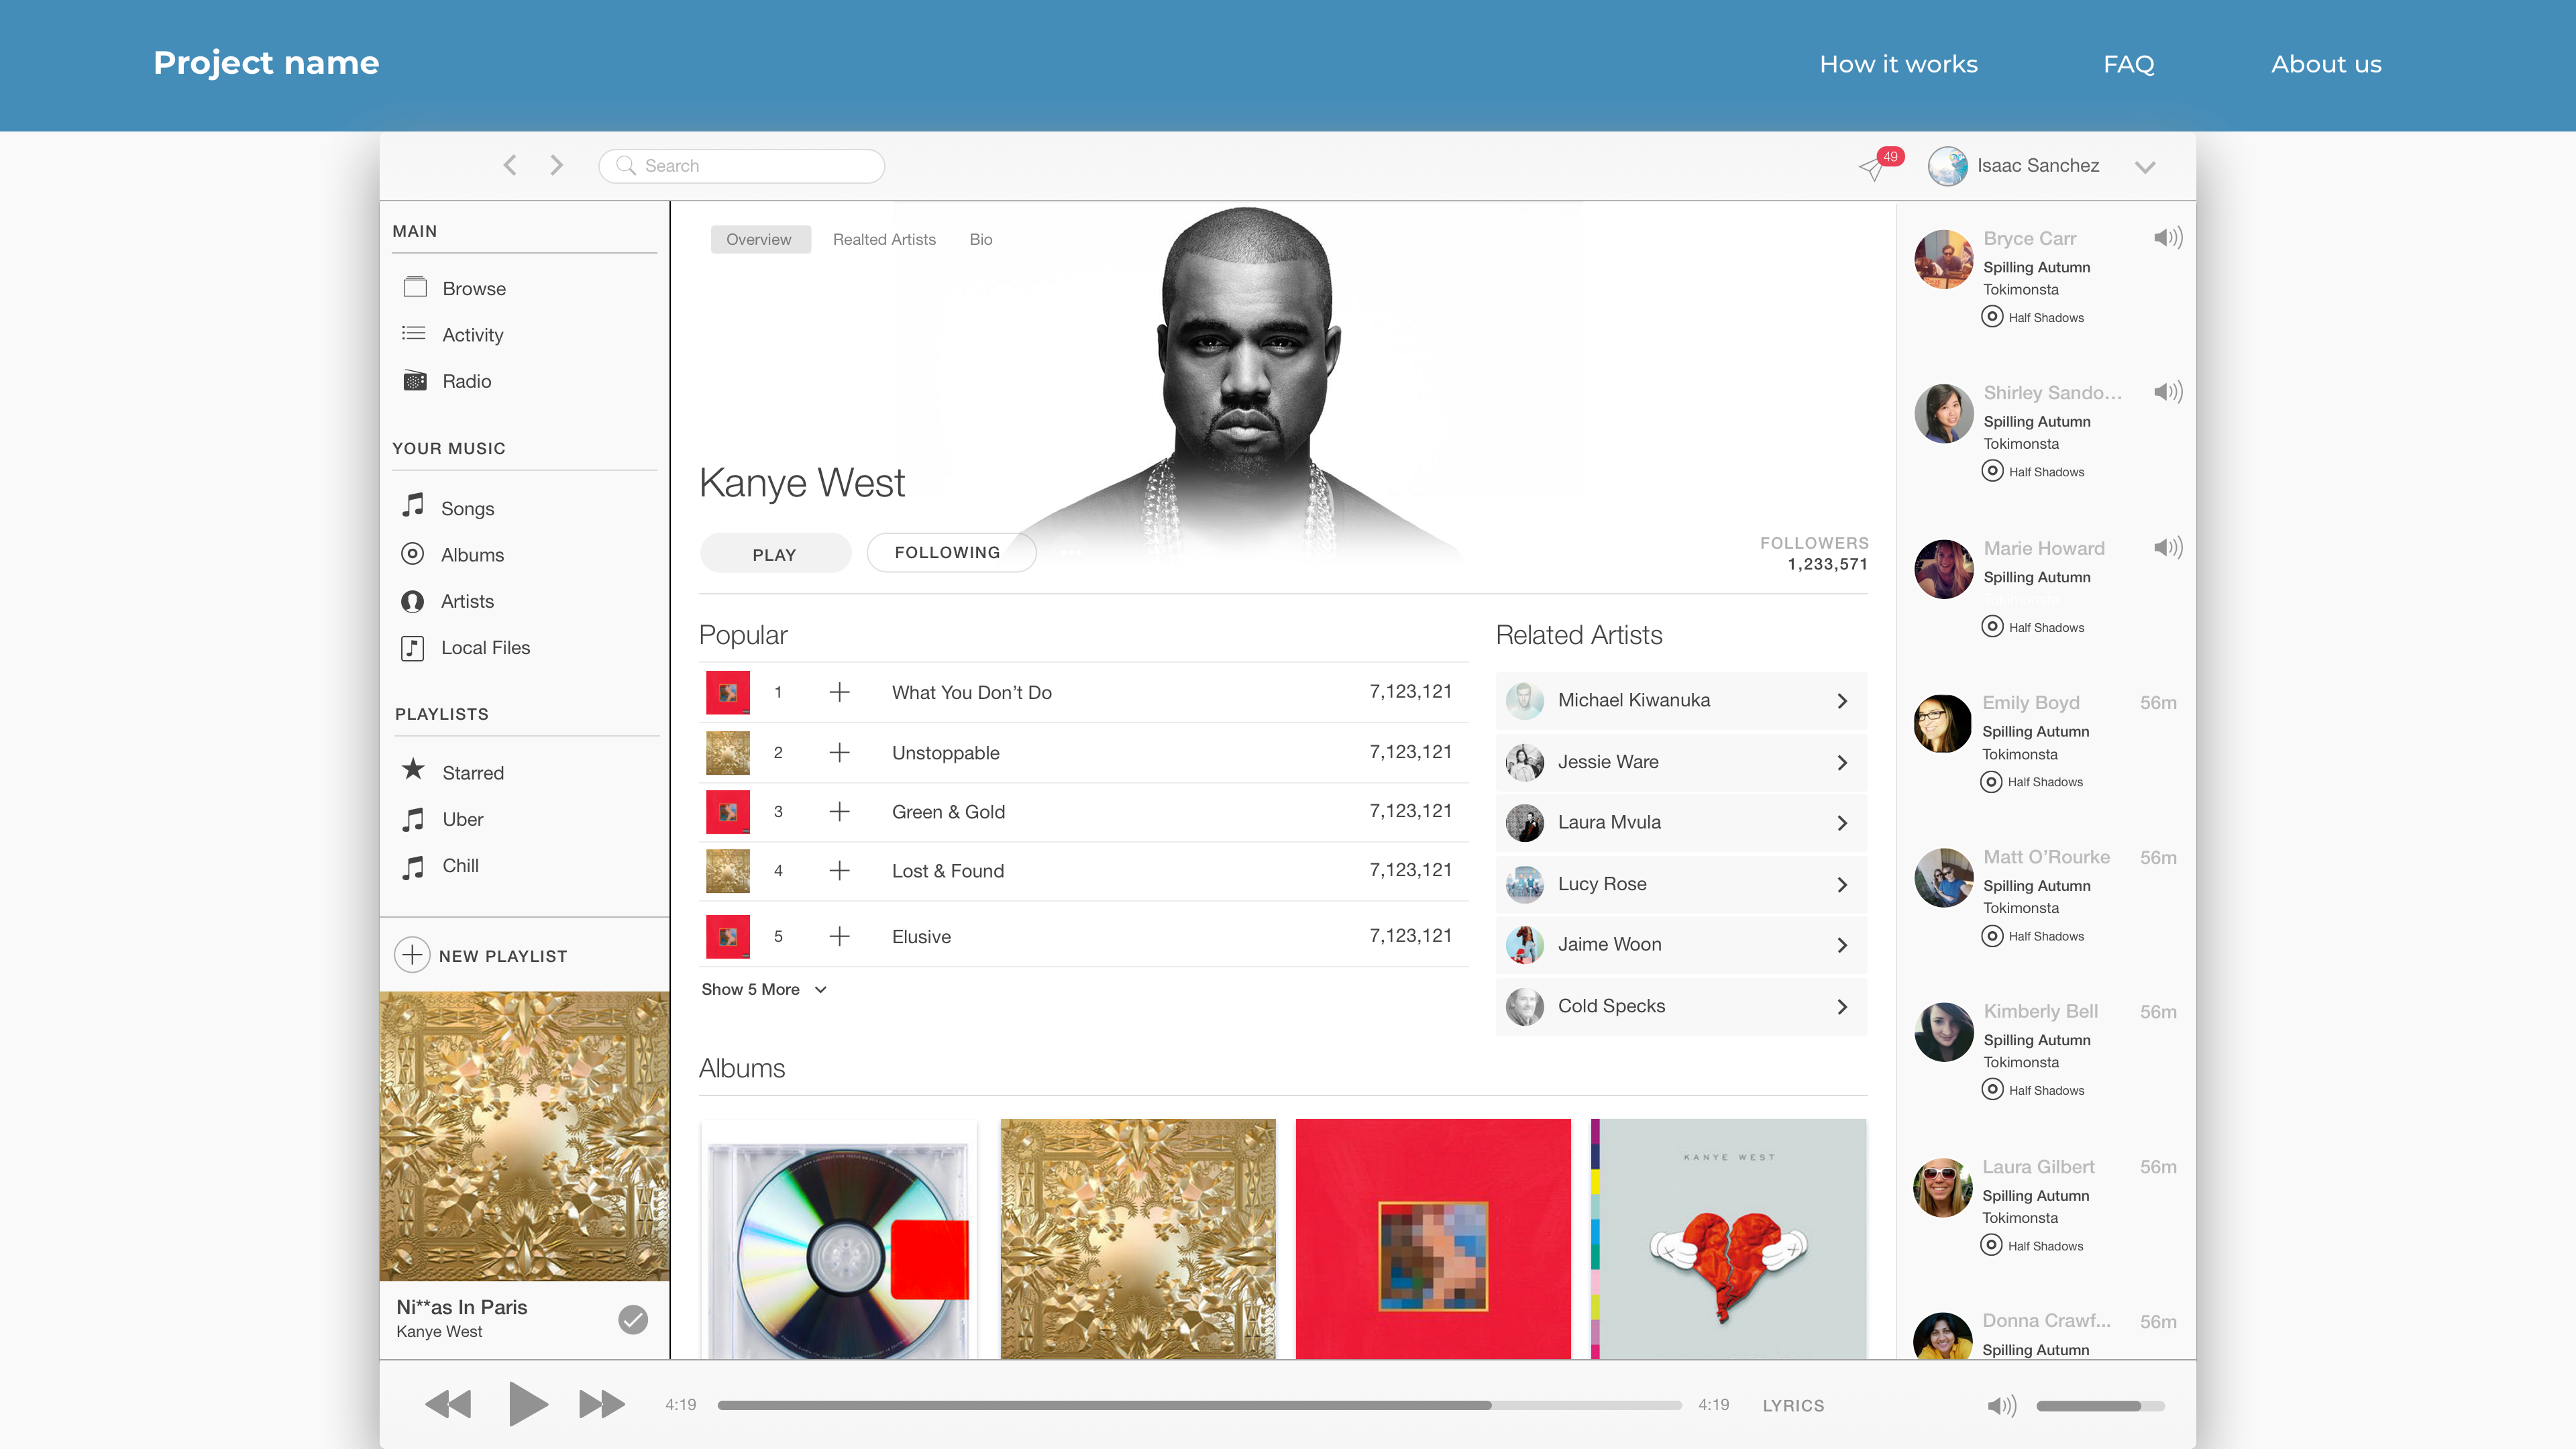 Project name
How it works
FAQ
About us
Search
49
Isaac Sanchez
MAIN
Browse
Activity
Radio
YOUR MUSIC
Songs
Albums
Artists
Local Files
PLAYLISTS
Starred
Uber
Chill
NEW PLAYLIST
Ni**as In Paris
Kanye West
Overview
Realted Artists
Bio
Kanye West
PLAY
FOLLOWING
FOLLOWERS
1,233,571
Popular
1 What You Don’t Do 7,123,121
2 Unstoppable 7,123,121
3 Green & Gold 7,123,121
4 Lost & Found 7,123,121
5 Elusive 7,123,121
Show 5 More
Related Artists
Michael Kiwanuka
Jessie Ware
Laura Mvula
Lucy Rose
Jaime Woon
Cold Specks
Albums
KANYE WEST
Bryce Carr
Spilling Autumn
Tokimonsta
Half Shadows
Shirley Sando...
Spilling Autumn
Tokimonsta
Half Shadows
Marie Howard
Spilling Autumn
Tokimonsta
Half Shadows
Emily Boyd 56m
Spilling Autumn
Tokimonsta
Half Shadows
Matt O’Rourke 56m
Spilling Autumn
Tokimonsta
Half Shadows
Kimberly Bell 56m
Spilling Autumn
Tokimonsta
Half Shadows
Laura Gilbert 56m
Spilling Autumn
Tokimonsta
Half Shadows
Donna Crawf... 56m
Spilling Autumn
4:19
4:19
LYRICS